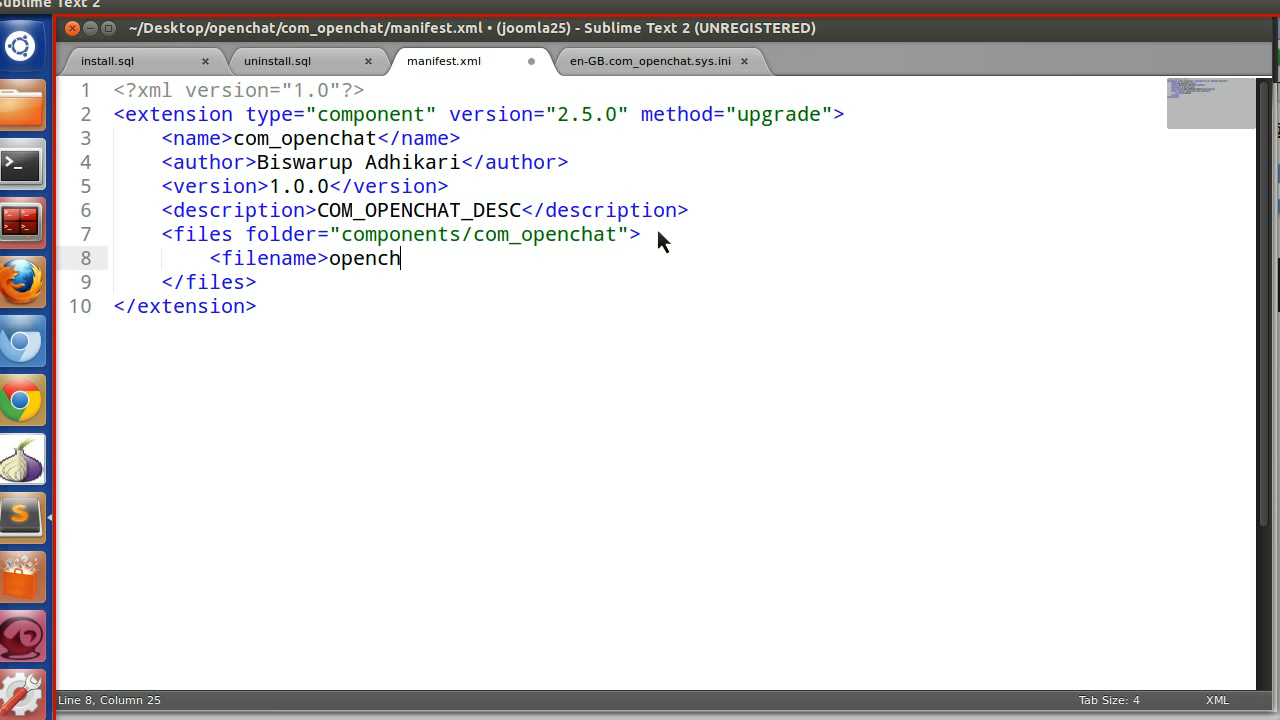 Sublime Text 2
~/Desktop/openchat/com_openchat/manifest.xml • (joomla25) - Sublime Text 2 (UNREGISTERED)
install.sql × uninstall.sql × manifest.xml en-GB.com_openchat.sys.ini ×
1 <?xml version="1.0"?>
2 <extension type="component" version="2.5.0" method="upgrade">
3 <name>com_openchat</name>
4 <author>Biswarup Adhikari</author>
5 <version>1.0.0</version>
6 <description>COM_OPENCHAT_DESC</description>
7 <files folder="components/com_openchat">
8 <filename>opench
9 </files>
10 </extension>
Line 8, Column 25 Tab Size: 4 XML